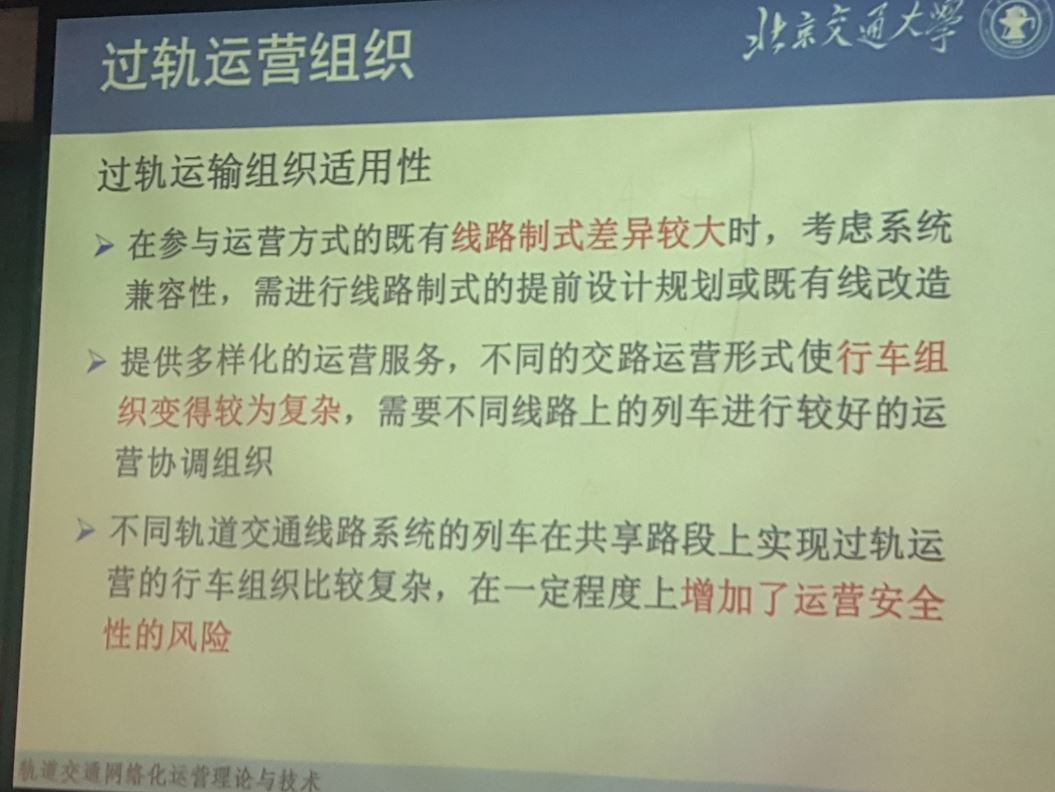 北京交通大學
过轨运营组织
过轨运输组织适用性
在参与运营方式的既有线路制式差异较大时，考虑系统
兼容性，需进行线路制式的提前设计规划或既有线改造
提供多样化的运营服务，不同的交路运营形式使行车组
织变得较为复杂，需要不同线路上的列车进行较好的运
营协调组织
不同轨道交通线路系统的列车在共享路段上实现过轨运
营的行车组织比较复杂，在一定程度上增加了运营安全
性的风险
轨道交通网络化运营理论与技术